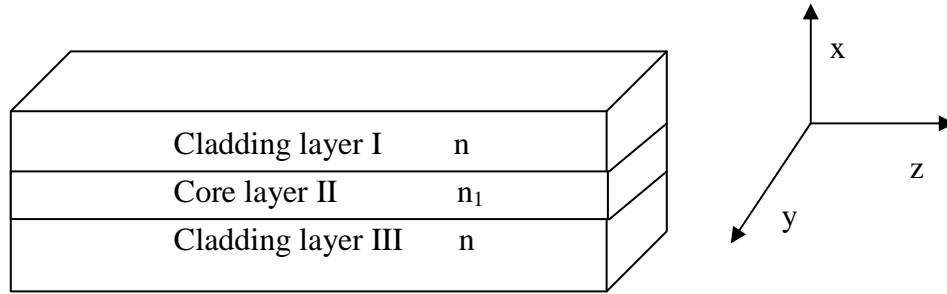 Cladding layer I n
Core layer II n₁
Cladding layer III n
x
z
y